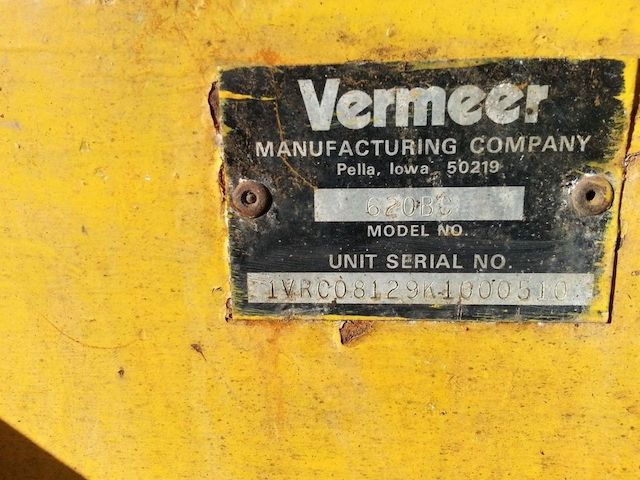 Vermeer
MANUFACTURING COMPANY
Pella, Iowa 50219
620BC
MODEL NO.
UNIT SERIAL NO.
1VRC08129K1000510